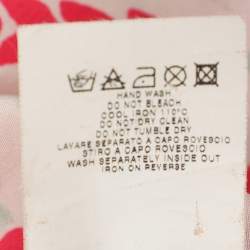 HAND WASH
DO NOT BLEACH
COOL IRON 110°C
DO NOT DRY CLEAN
DO NOT TUMBLE DRY
LAVARE SEPARATO A CAPO ROVESCIO
STIRO A CAPO ROVESCIO
WASH SEPARATELY INSIDE OUT
IRON ON REVERSE